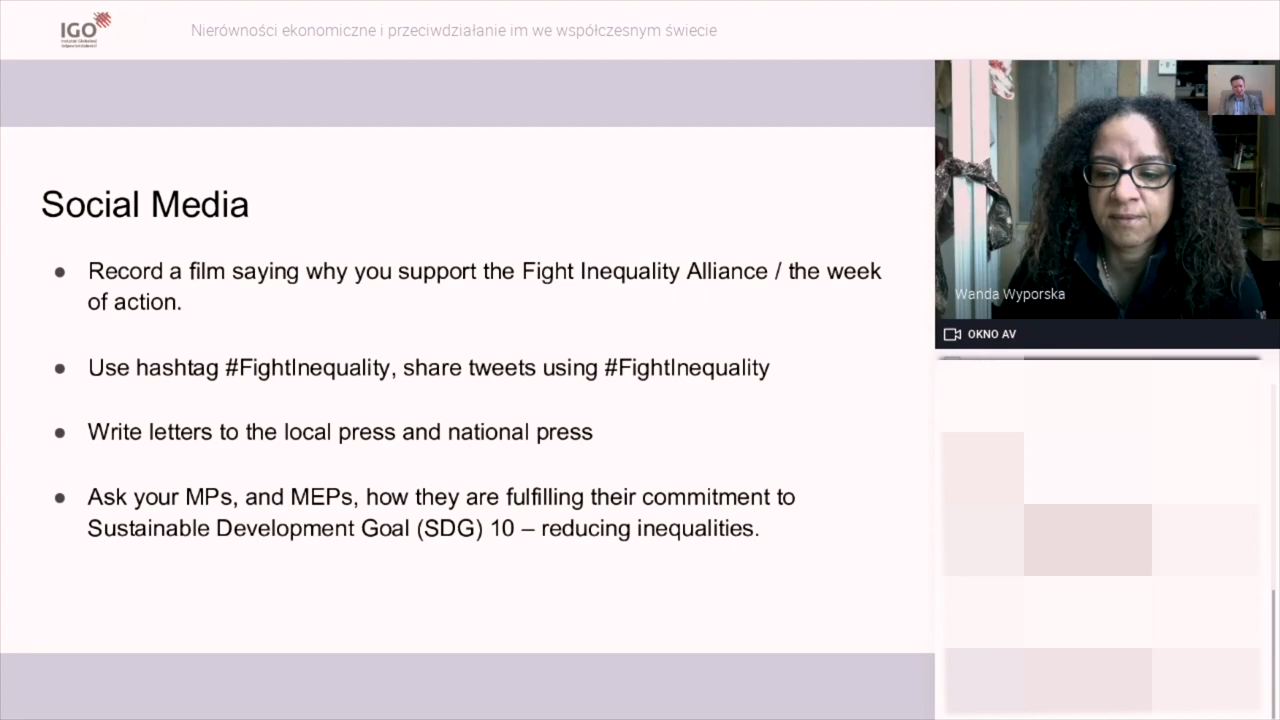 IGO
Instytut Globalnej
Odpowiedzialności
Nierówności ekonomiczne i przeciwdziałanie im we współczesnym świecie
Social Media
● Record a film saying why you support the Fight Inequality Alliance / the week
of action.
● Use hashtag #FightInequality, share tweets using #FightInequality
● Write letters to the local press and national press
● Ask your MPs, and MEPs, how they are fulfilling their commitment to
Sustainable Development Goal (SDG) 10 – reducing inequalities.
Wanda Wyporska
OKNO AV